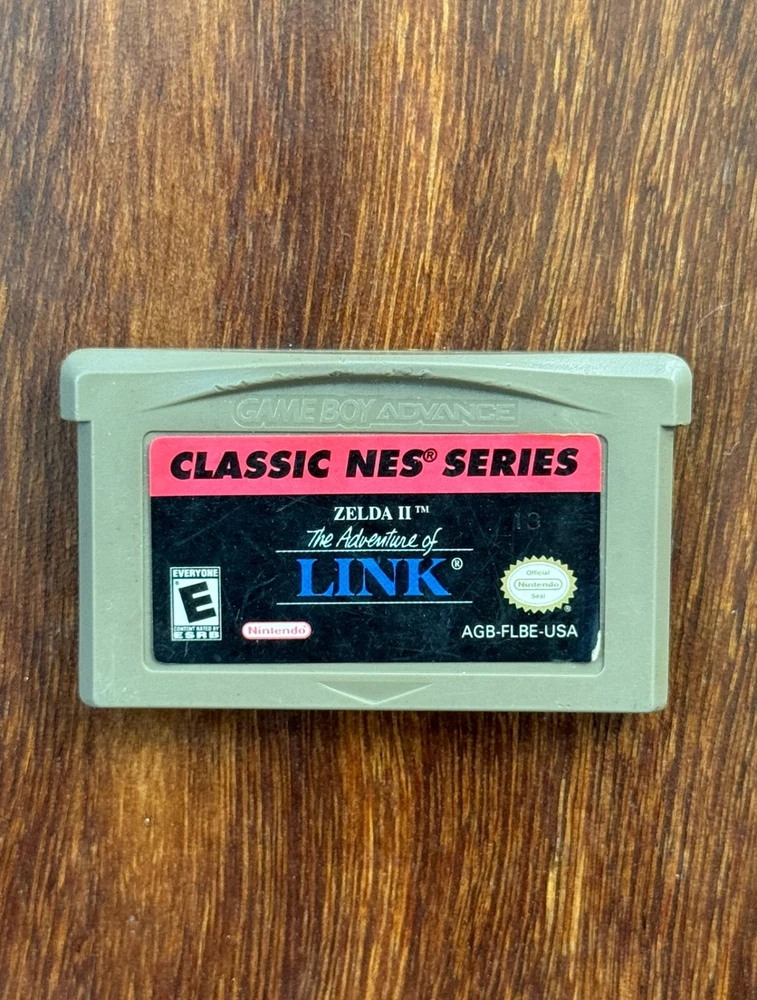 GAME BOY ADVANCE
CLASSIC NES® SERIES
ZELDA II™
The Adventure of
LINK®
13
EVERYONE
E
CONTENT RATED BY
ESRB
Nintendo
Official
Nintendo
Seal
®
AGB-FLBE-USA